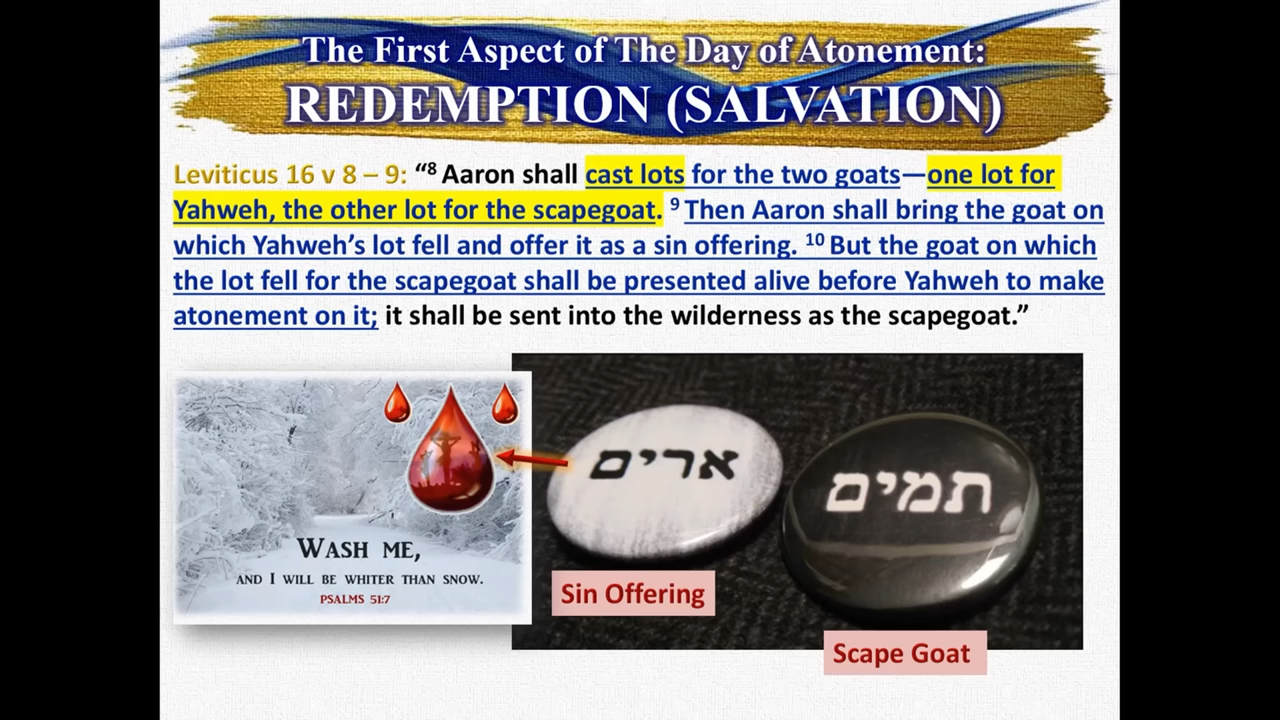 The First Aspect of The Day of Atonement:
REDEMPTION (SALVATION)
Leviticus 16 v 8 – 9: “8 Aaron shall cast lots for the two goats—one lot for
Yahweh, the other lot for the scapegoat. 9 Then Aaron shall bring the goat on
which Yahweh’s lot fell and offer it as a sin offering. 10 But the goat on which
the lot fell for the scapegoat shall be presented alive before Yahweh to make
atonement on it; it shall be sent into the wilderness as the scapegoat.”
ארים
תמים
WASH ME,
AND I WILL BE WHITER THAN SNOW.
PSALMS 51:7
Sin Offering
Scape Goat